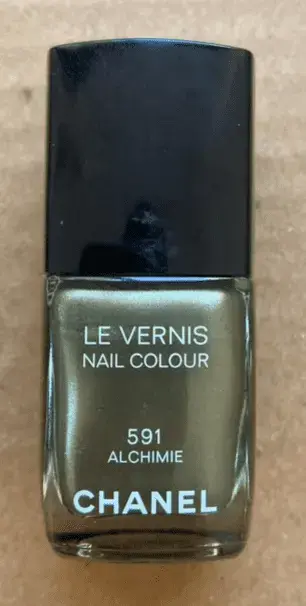 LE VERNIS
NAIL COLOUR
591
ALCHIMIE
CHANEL